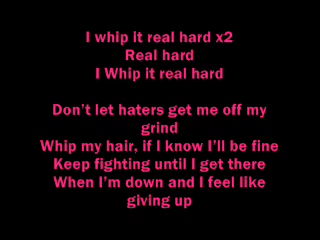 I whip it real hard x2
Real hard
I Whip it real hard
Don't let haters get me off my
grind
Whip my hair, if I know I'll be fine
Keep fighting until I get there
When I'm down and I feel like
giving up